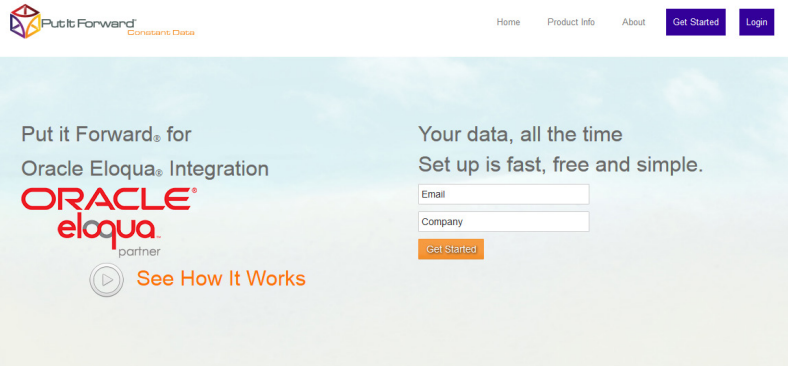 Put It Forward®
Constant Data
Home
Product Info
About
Get Started
Login
Put it Forward® for
Oracle Eloqua® Integration
ORACLE®
eloqua™
partner
See How It Works
Your data, all the time
Set up is fast, free and simple.
Email
Company
Get Started